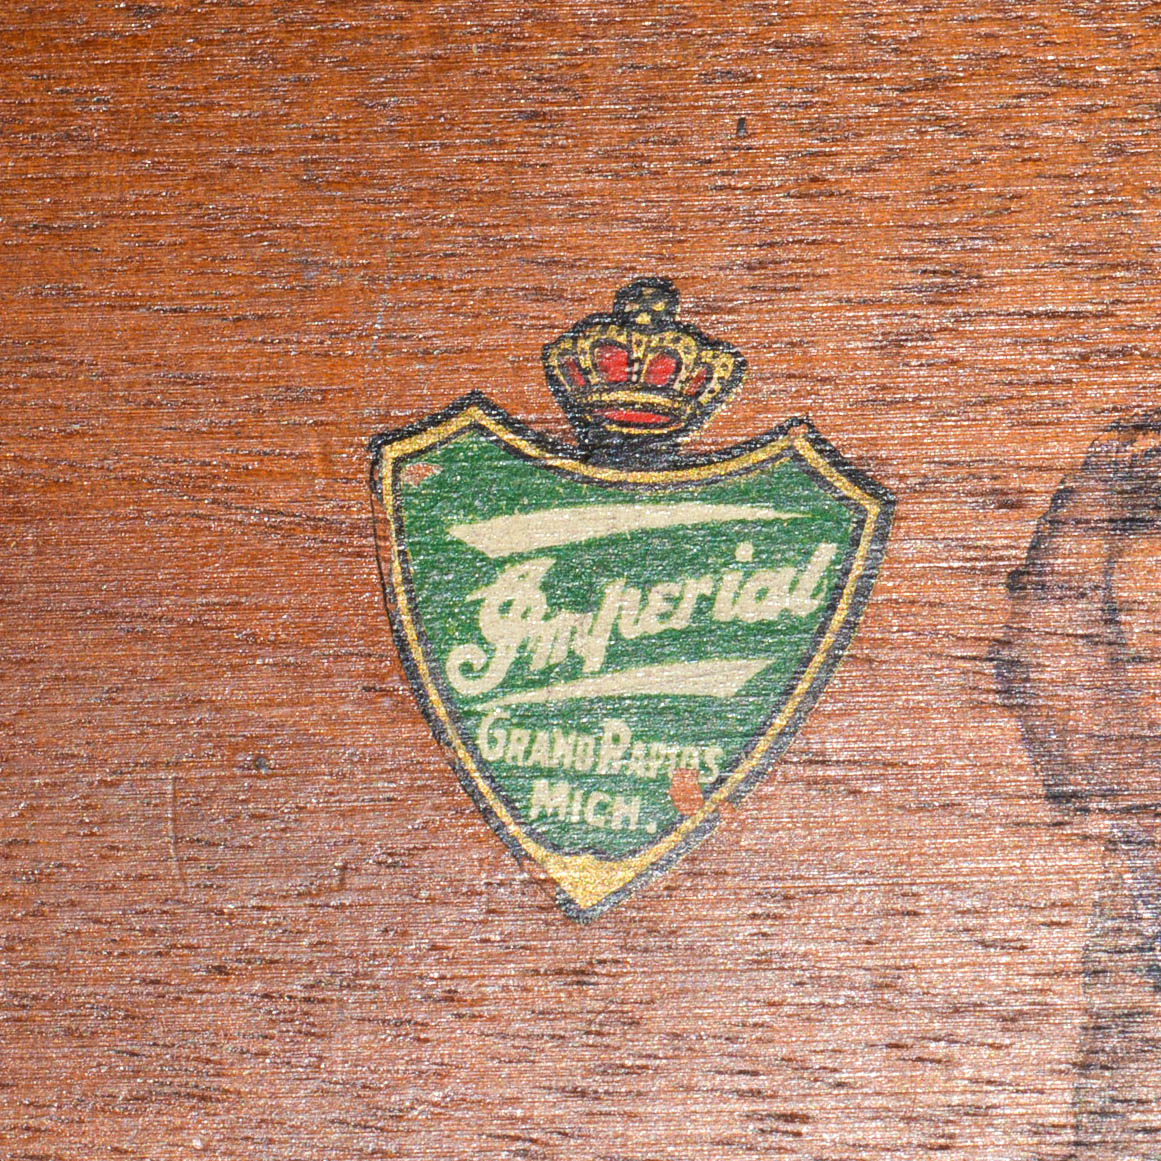 Imperial
GRAND RAPIDS
MICH.